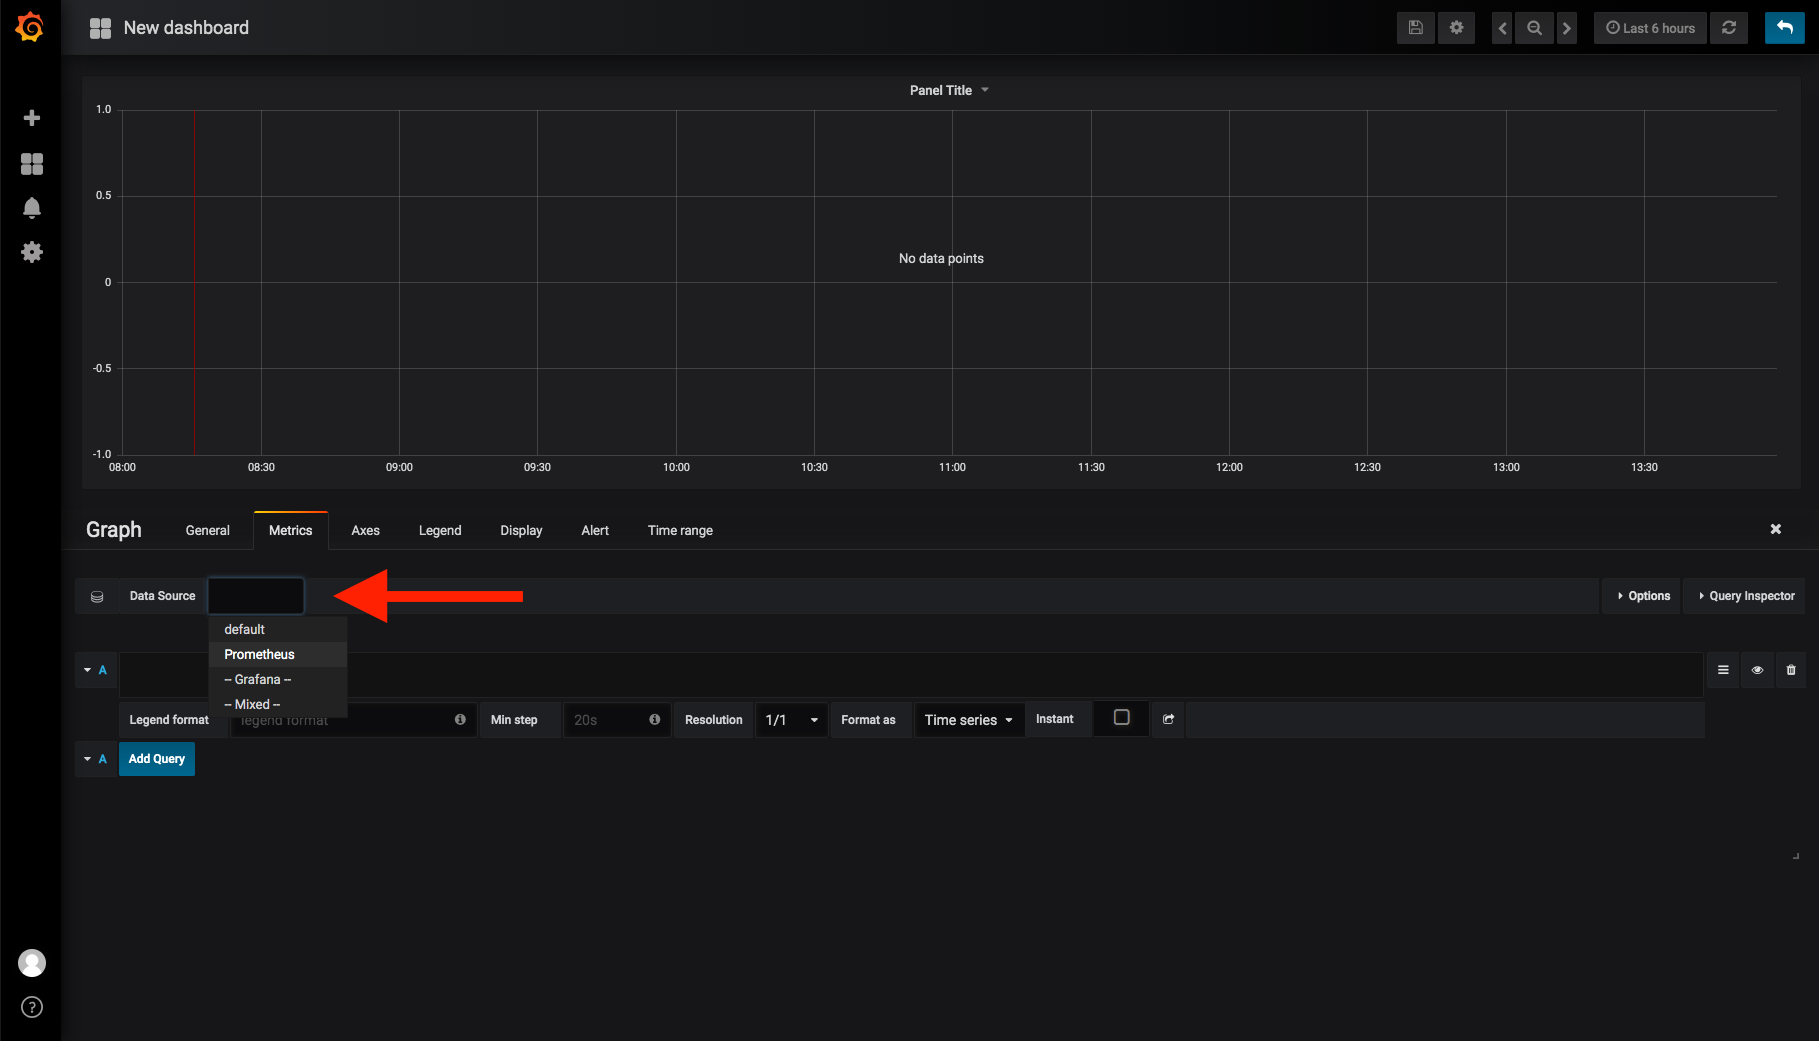 New dashboard
Last 6 hours
Panel Title
1.0
0.5
0
-0.5
-1.0
No data points
08:00 08:30 09:00 09:30 10:00 10:30 11:00 11:30 12:00 12:30 13:00 13:30
Graph General Metrics Axes Legend Display Alert Time range
Data Source Options Query Inspector
default
Prometheus
-- Grafana --
-- Mixed --
A
Legend format legend format Min step 20s Resolution 1/1 Format as Time series Instant
A Add Query